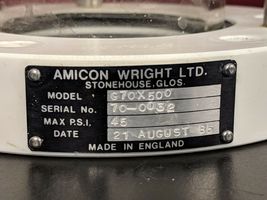 AMICON WRIGHT LTD.
STONEHOUSE, GLOS.
MODEL G70X500
SERIAL No. 70-0032
MAX P.S.I. 45
DATE 21 AUGUST 85
MADE IN ENGLAND